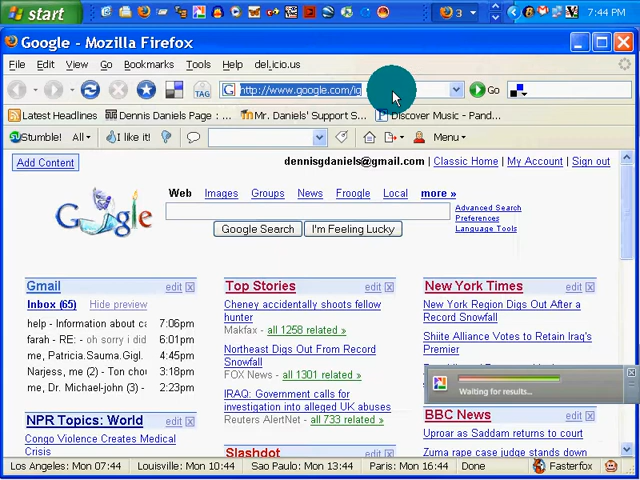 start
3
7:44 PM
Google - Mozilla Firefox
File Edit View Go Bookmarks Tools Help del.icio.us
TAG
G http://www.google.com/ig
Go
Latest Headlines Dennis Daniels Page : ... Mr. Daniels' Support S... Discover Music - Pand...
Stumble! All I like it! Menu
Add Content
dennisgdaniels@gmail.com | Classic Home | My Account | Sign out
Google
Web Images Groups News Froogle Local more »
Advanced Search
Preferences
Language Tools
Google Search I'm Feeling Lucky
Gmail edit
Inbox (65) Hide preview
help - Information about ca 7:06pm
farah - RE: - oh sorry i did 6:01pm
me, Patricia.Sauma.Gigl. 4:45pm
Narjess, me (2) - Ton chou 3:18pm
me, Dr. Michael-john (3) - 2:23pm
NPR Topics: World edit
Congo Violence Creates Medical
Crisis
Top Stories edit
Cheney accidentally shoots fellow
hunter
Makfax - all 1258 related »
Northeast Digs Out From Record
Snowfall
FOX News - all 1301 related »
IRAQ: Government calls for
investigation into alleged UK abuses
Reuters AlertNet - all 733 related »
Slashdot edit
New York Times edit
New York Region Digs Out After a
Record Snowfall
Shiite Alliance Votes to Retain Iraq's
Premier
Waiting for results...
BBC News edit
Uproar as Saddam returns to court
Zuma rape case judge stands down
Los Angeles: Mon 07:44 Louisville: Mon 10:44 Sao Paulo: Mon 13:44 Paris: Mon 16:44 Done Fasterfox